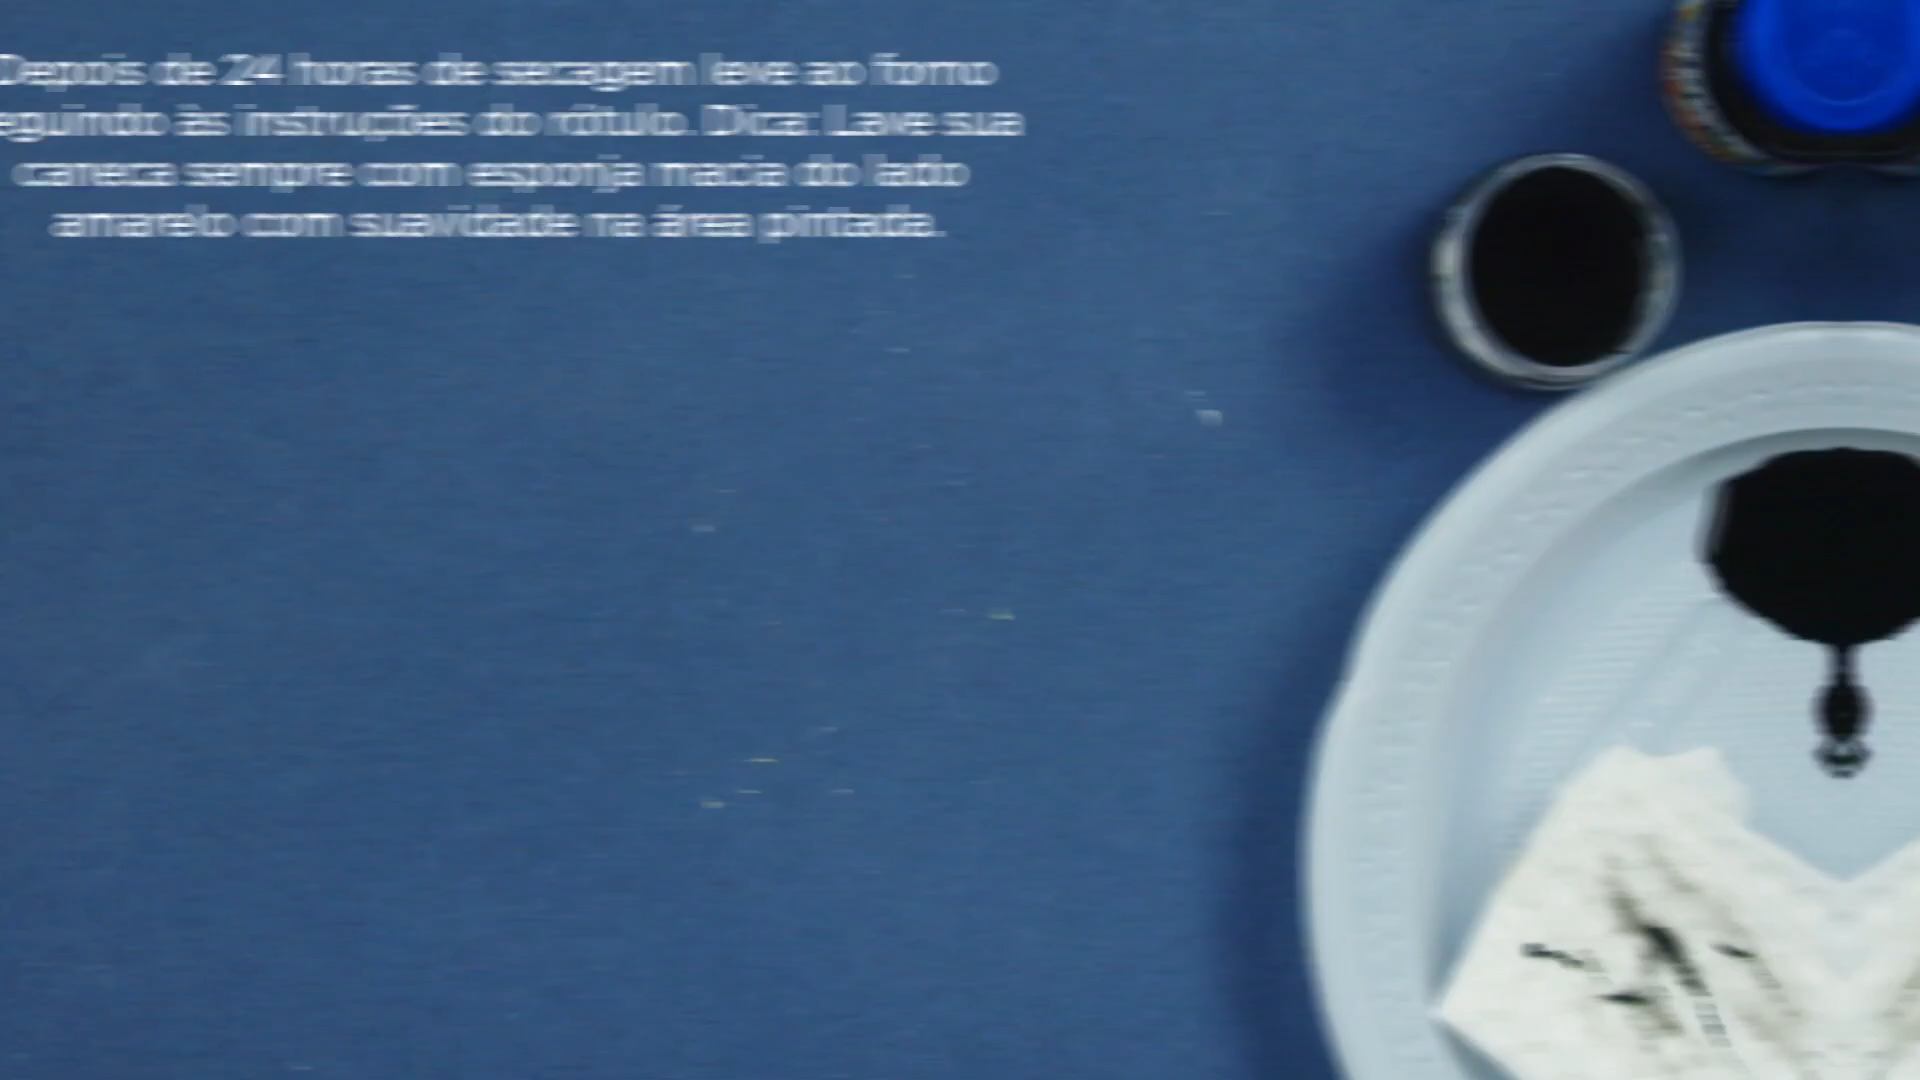 Depois de 24 horas de secagem leve ao forno
eguindo às instruções do rótulo. Dica: Lave sua
caneca sempre com esponja macia do lado
amarelo com suavidade na área pintada.